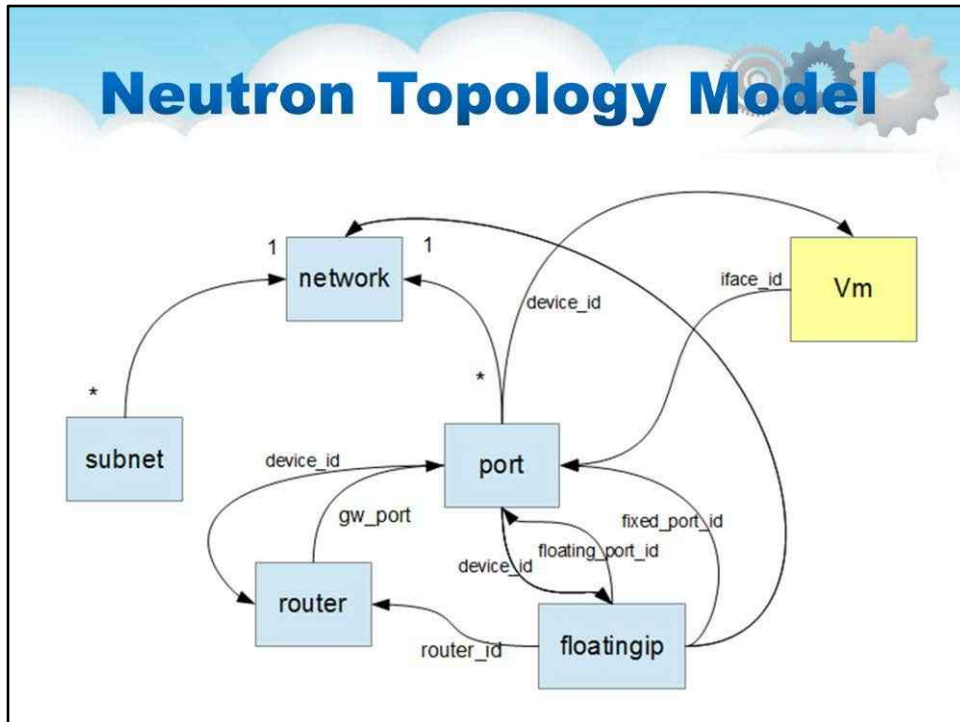 Neutron Topology Model
1
network
1
device_id
iface_id
Vm
*
*
subnet
device_id
port
gw_port
fixed_port_id
floating_port_id
device_id
router
router_id
floatingip